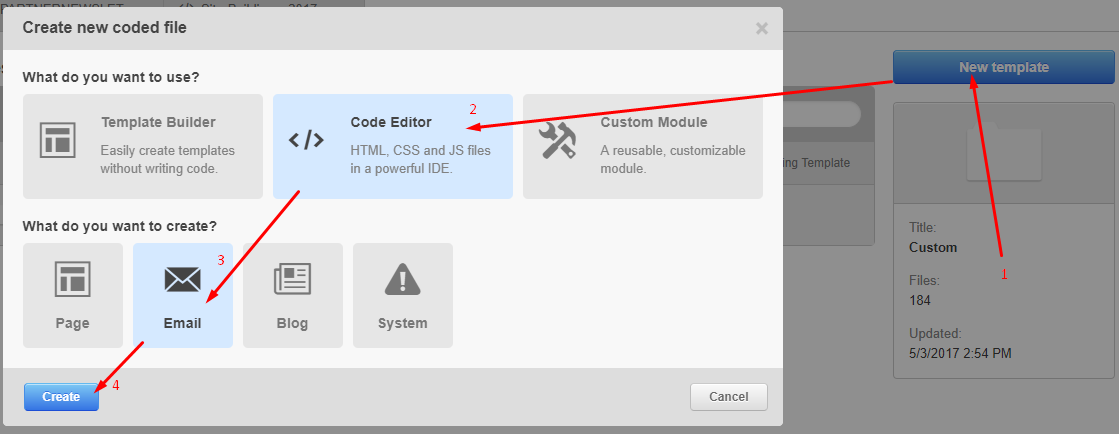 Create new coded file
×
What do you want to use?
Template Builder
Easily create templates
without writing code.
</>
Code Editor
HTML, CSS and JS files
in a powerful IDE.
2
Custom Module
A reusable, customizable
module.
What do you want to create?
Page
Email
3
Blog
System
Create
4
Cancel
New template
ing Template
1
Title:
Custom
Files:
184
Updated:
5/3/2017 2:54 PM